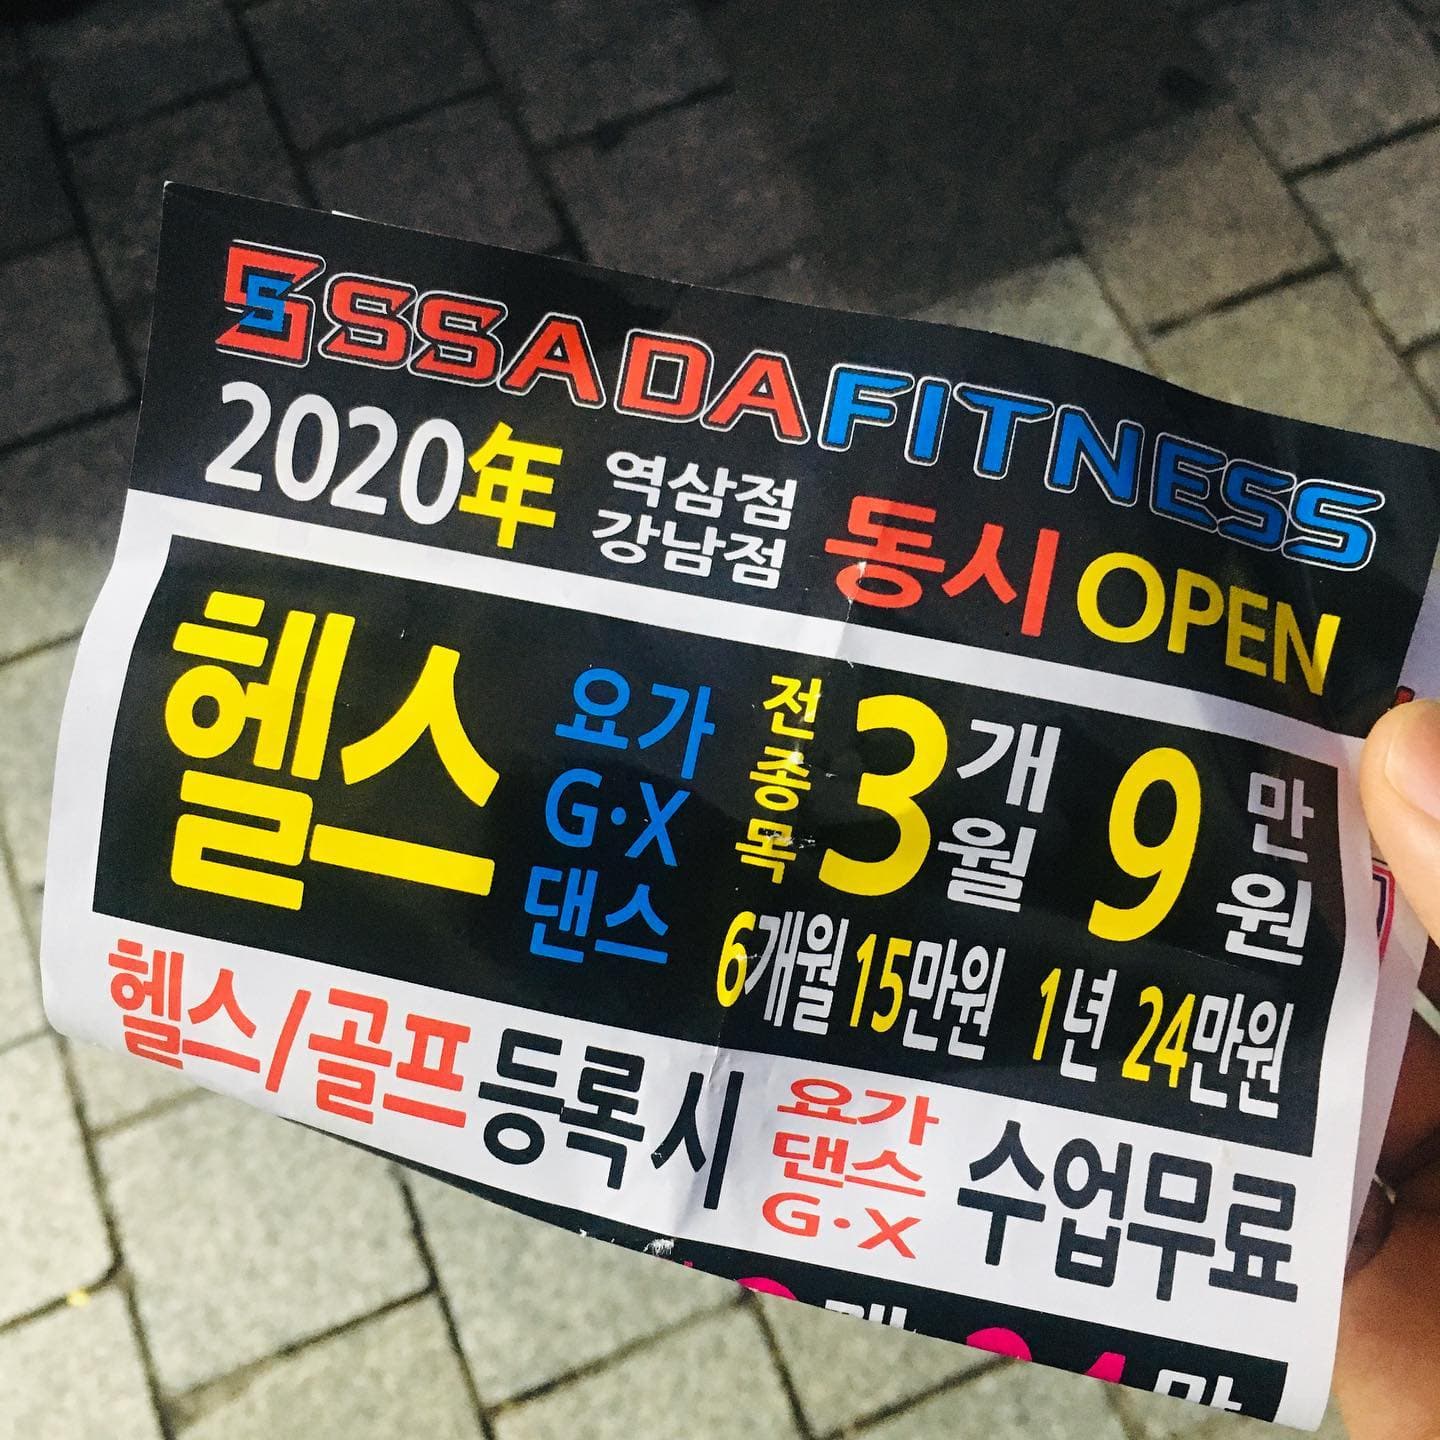 SSADA FITNESS
2020年 역삼점 강남점 동시 OPEN
헬스 요가 G·X 댄스 전종목 3개월 9만원
6개월 15만원 1년 24만원
헬스/골프 등록시 요가 댄스 G·X 수업무료